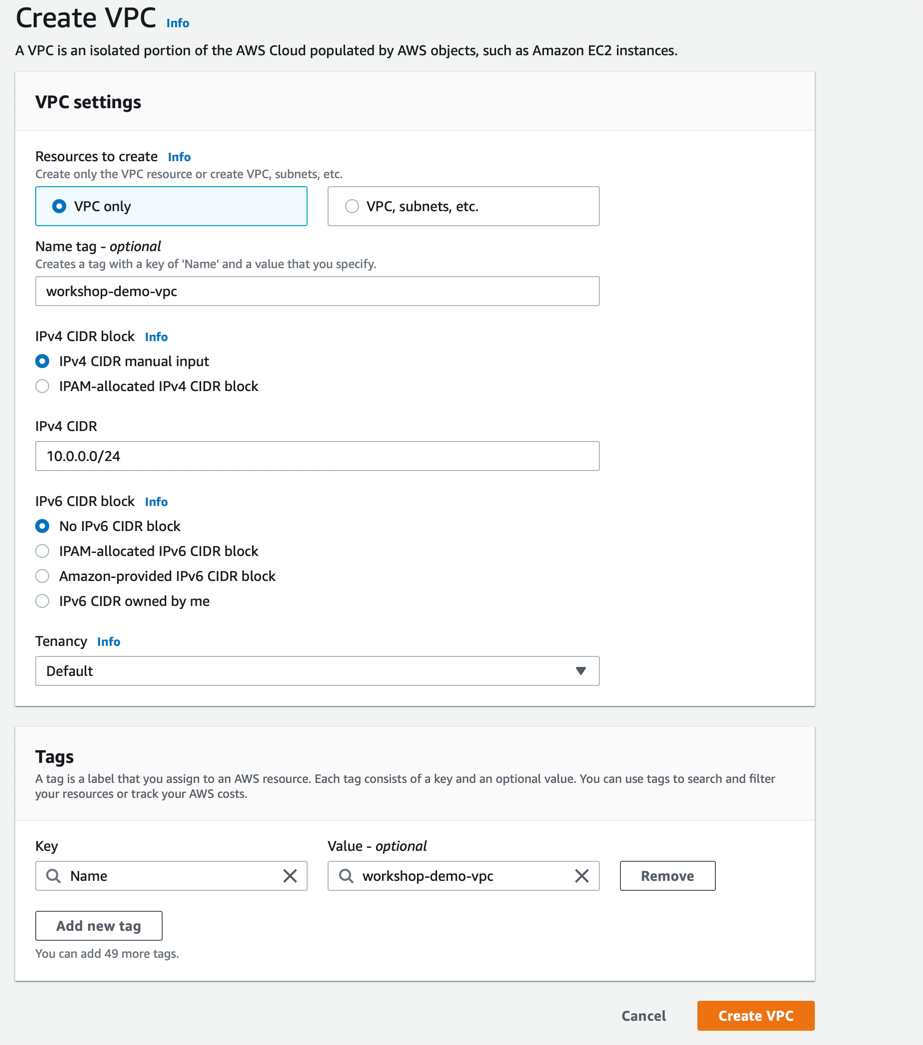 Create VPC Info
A VPC is an isolated portion of the AWS Cloud populated by AWS objects, such as Amazon EC2 instances.
VPC settings
Resources to create Info
Create only the VPC resource or create VPC, subnets, etc.
VPC only
VPC, subnets, etc.
Name tag - optional
Creates a tag with a key of 'Name' and a value that you specify.
workshop-demo-vpc
IPv4 CIDR block Info
IPv4 CIDR manual input
IPAM-allocated IPv4 CIDR block
IPv4 CIDR
10.0.0.0/24
IPv6 CIDR block Info
No IPv6 CIDR block
IPAM-allocated IPv6 CIDR block
Amazon-provided IPv6 CIDR block
IPv6 CIDR owned by me
Tenancy Info
Default
Tags
A tag is a label that you assign to an AWS resource. Each tag consists of a key and an optional value. You can use tags to search and filter
your resources or track your AWS costs.
Key
Value - optional
Name
workshop-demo-vpc
Remove
Add new tag
You can add 49 more tags.
Cancel
Create VPC